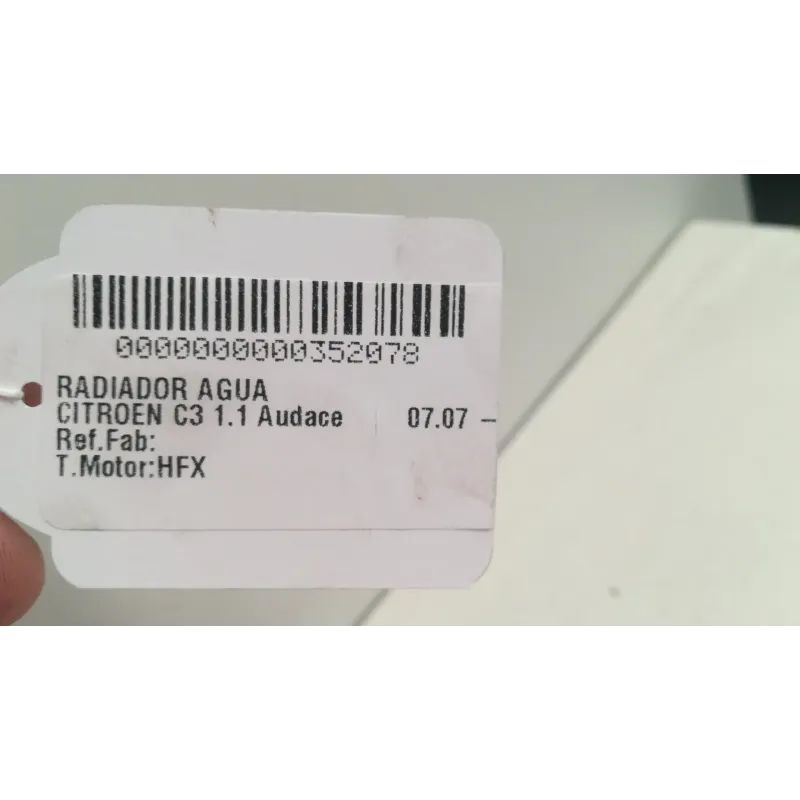 0000000000352078
RADIADOR AGUA
CITROEN C3 1.1 Audace 07.07 -
Ref.Fab:
T.Motor:HFX